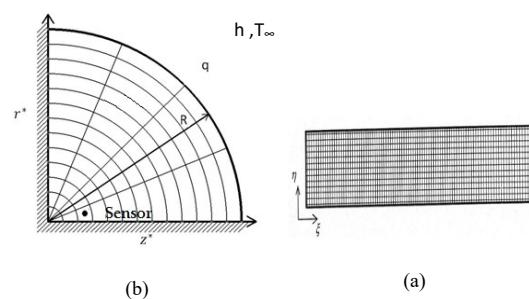 h ,T∞
q
R
r*
Sensor
z*
η
ξ
(b)
(a)